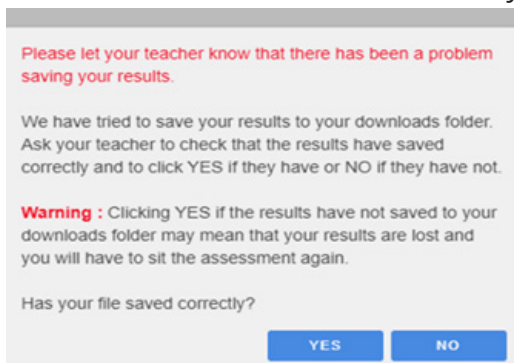 Please let your teacher know that there has been a problem
saving your results.
We have tried to save your results to your downloads folder.
Ask your teacher to check that the results have saved
correctly and to click YES if they have or NO if they have not.
Warning : Clicking YES if the results have not saved to your
downloads folder may mean that your results are lost and
you will have to sit the assessment again.
Has your file saved correctly?
YES NO